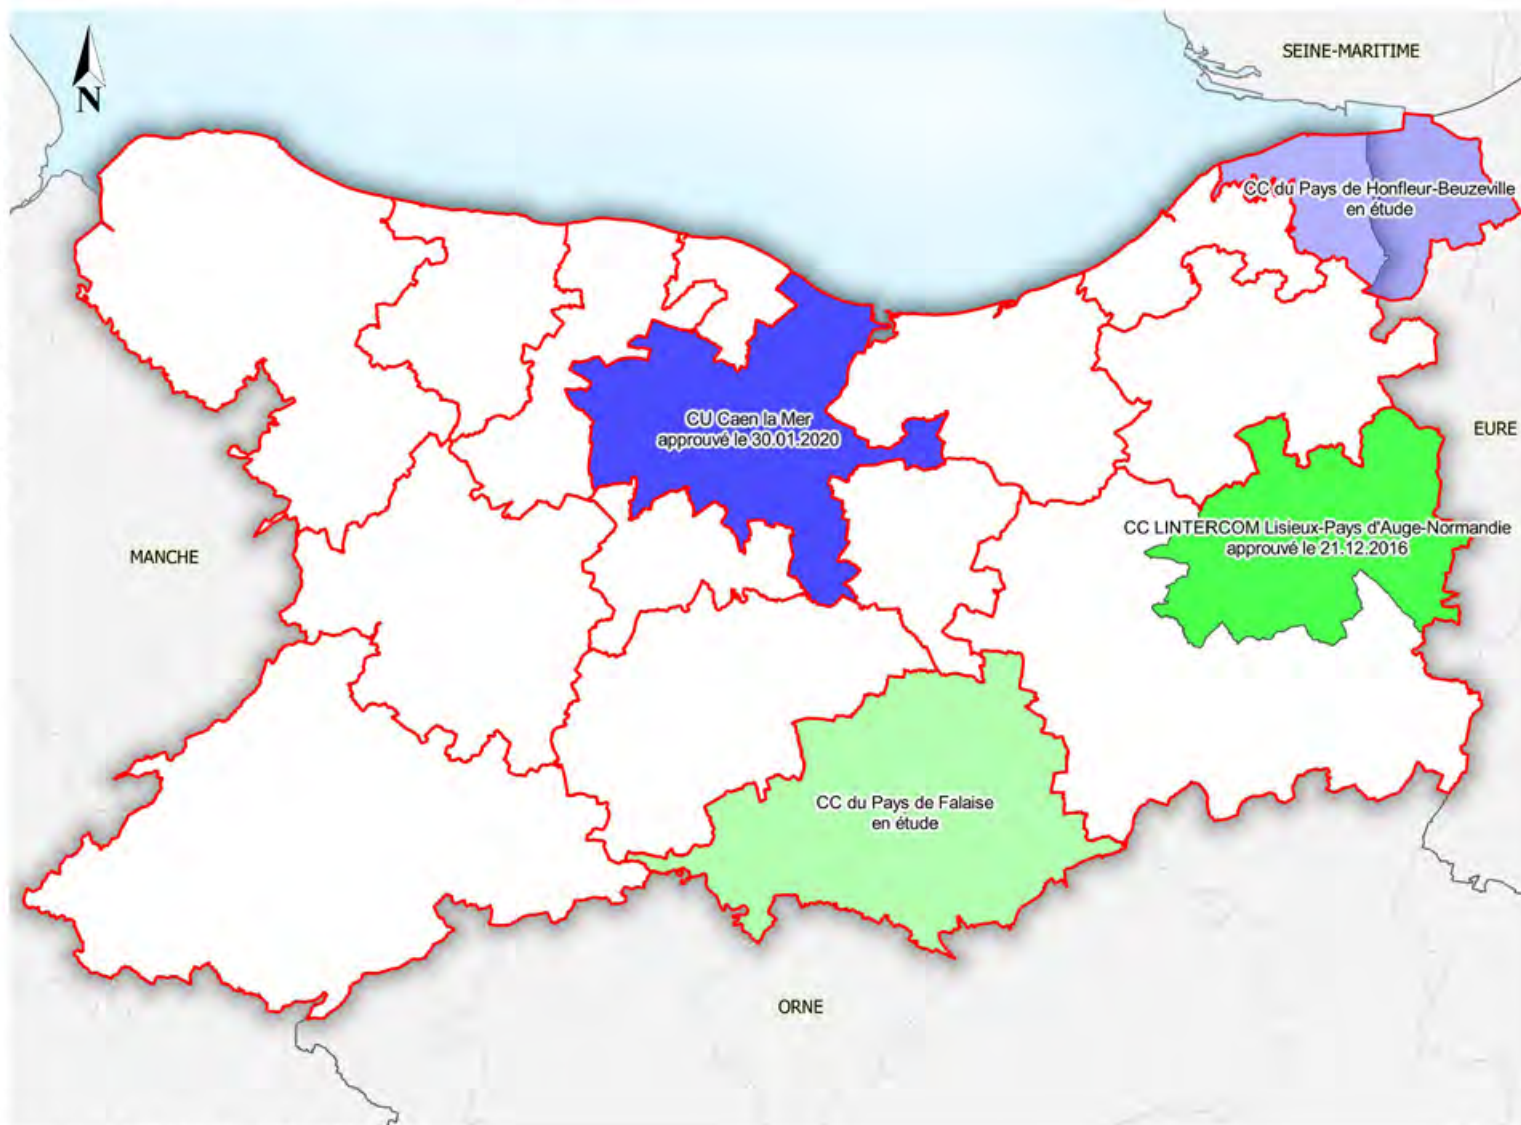 SEINE-MARITIME
N
CC du Pays de Honfleur-Beuzeville
en étude
CU Caen la Mer
approuvé le 30.01.2020
EURE
CC LINTERCOM Lisieux-Pays d'Auge-Normandie
approuvé le 21.12.2016
MANCHE
CC du Pays de Falaise
en étude
ORNE